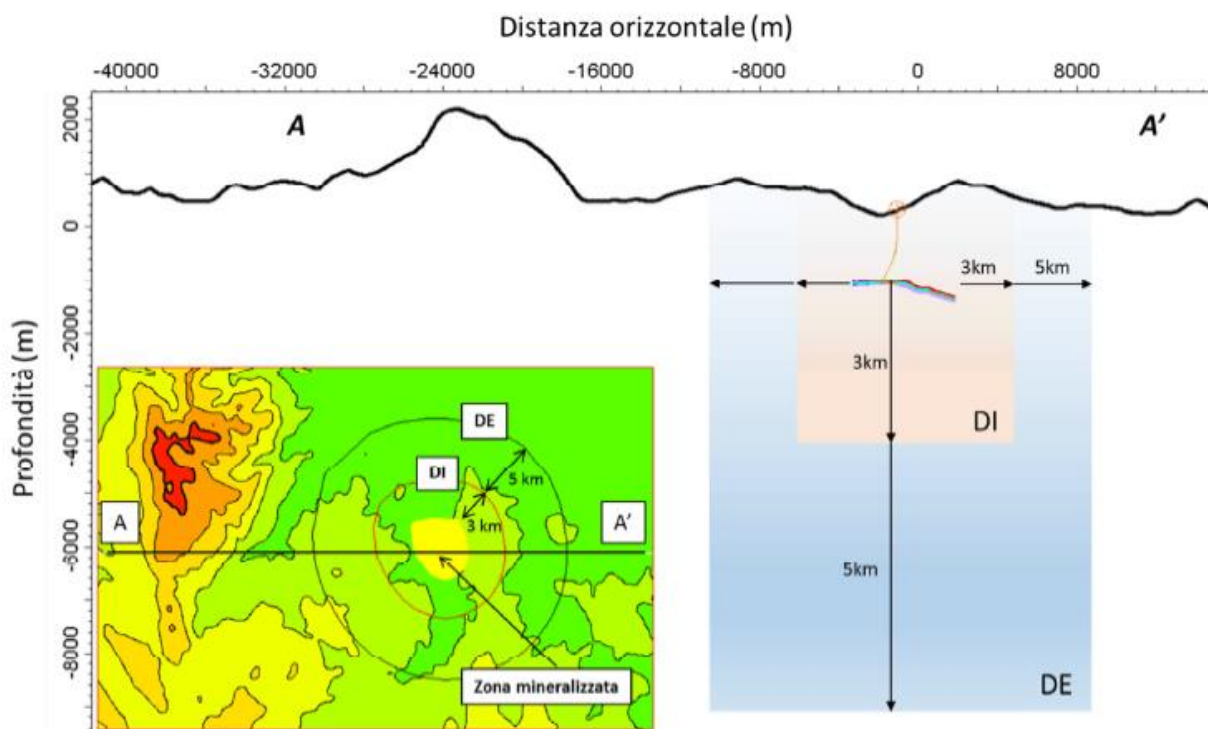 Distanza orizzontale (m)
-40000 -32000 -24000 -16000 -8000 0 8000
A A'
Profondità (m)
2000
0
-2000
-4000
-6000
-8000
3km 5km
3km
DI
5km
DE
DE
DI
5 km
3 km
A A'
Zona mineralizzata